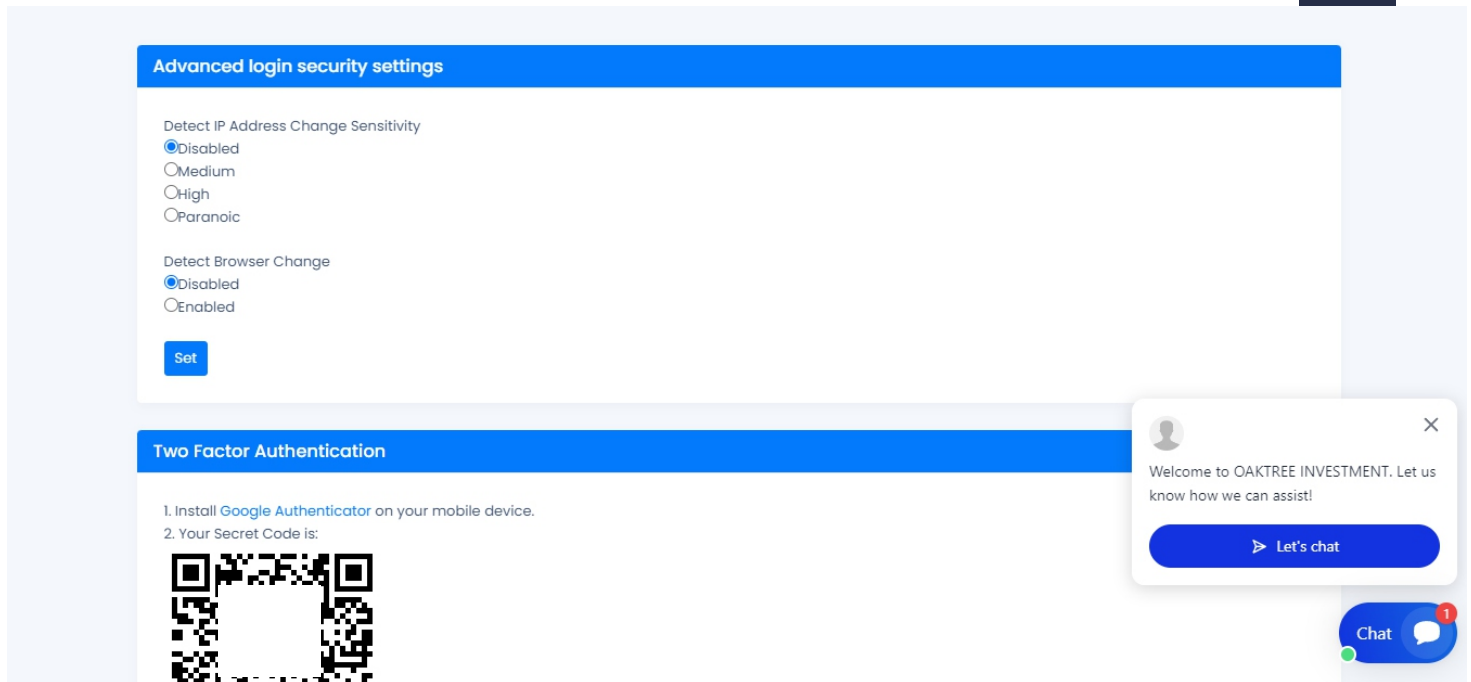 Advanced login security settings
Detect IP Address Change Sensitivity
Disabled
Medium
High
Paranoic
Detect Browser Change
Disabled
Enabled
Set
Two Factor Authentication
1. Install Google Authenticator on your mobile device.
2. Your Secret Code is:
Welcome to OAKTREE INVESTMENT. Let us
know how we can assist!
Let's chat
Chat
1